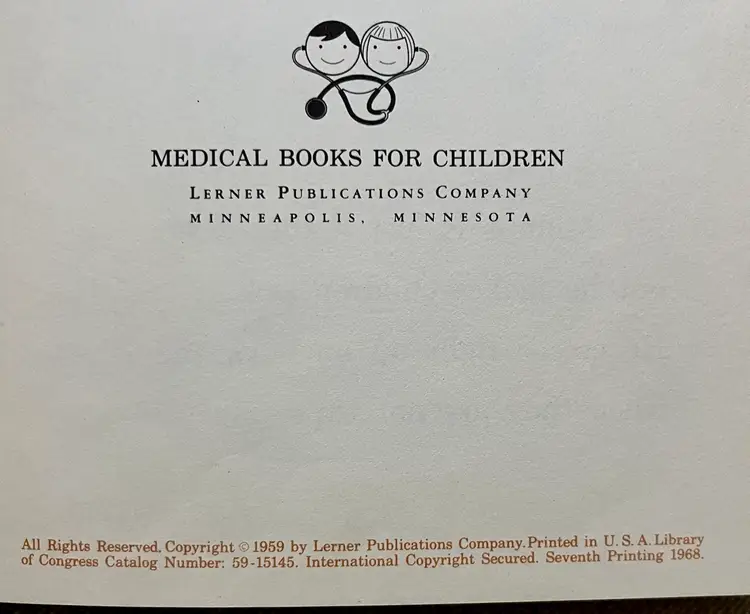 MEDICAL BOOKS FOR CHILDREN
LERNER PUBLICATIONS COMPANY
MINNEAPOLIS, MINNESOTA
All Rights Reserved. Copyright © 1959 by Lerner Publications Company. Printed in U. S. A. Library
of Congress Catalog Number: 59-15145. International Copyright Secured. Seventh Printing 1968.